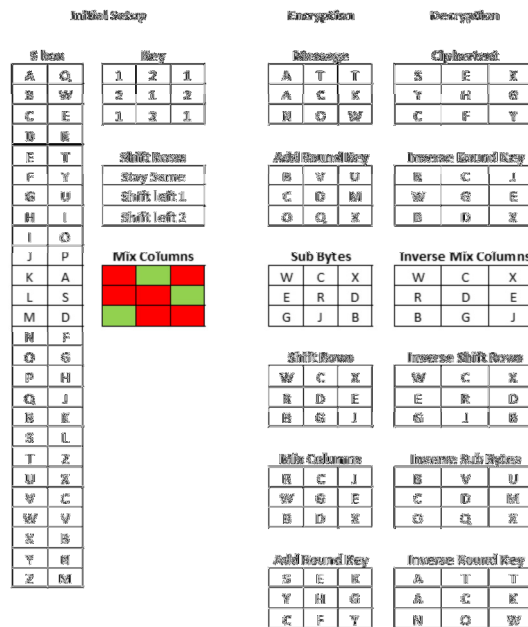 Initial Setup
Encryption
Decryption
S box
A Q
B W
C E
D R
E T
F Y
G U
H I
I O
J P
K A
L S
M D
N F
O G
P H
Q J
R K
S L
T Z
U X
V C
W V
X B
Y N
Z M
Key
1 2 1
2 1 2
1 2 1
Shift Rows
Stay Same
Shift left 1
Shift left 2
Mix Columns
Message
A T T
A C K
N O W
Add Round Key
B V U
C D M
O Q X
Sub Bytes
W C X
E R D
G J B
Shift Rows
W C X
R D E
B G J
Mix Columns
R C J
W G E
B D X
Add Round Key
S E K
Y H G
C F Y
Ciphertext
S E K
Y H G
C F Y
Inverse Round Key
R C J
W G E
B D X
Inverse Mix Columns
W C X
R D E
B G J
Inverse Shift Rows
W C X
E R D
G J B
Inverse Sub Bytes
B V U
C D M
O Q X
Inverse Round Key
A T T
A C K
N O W